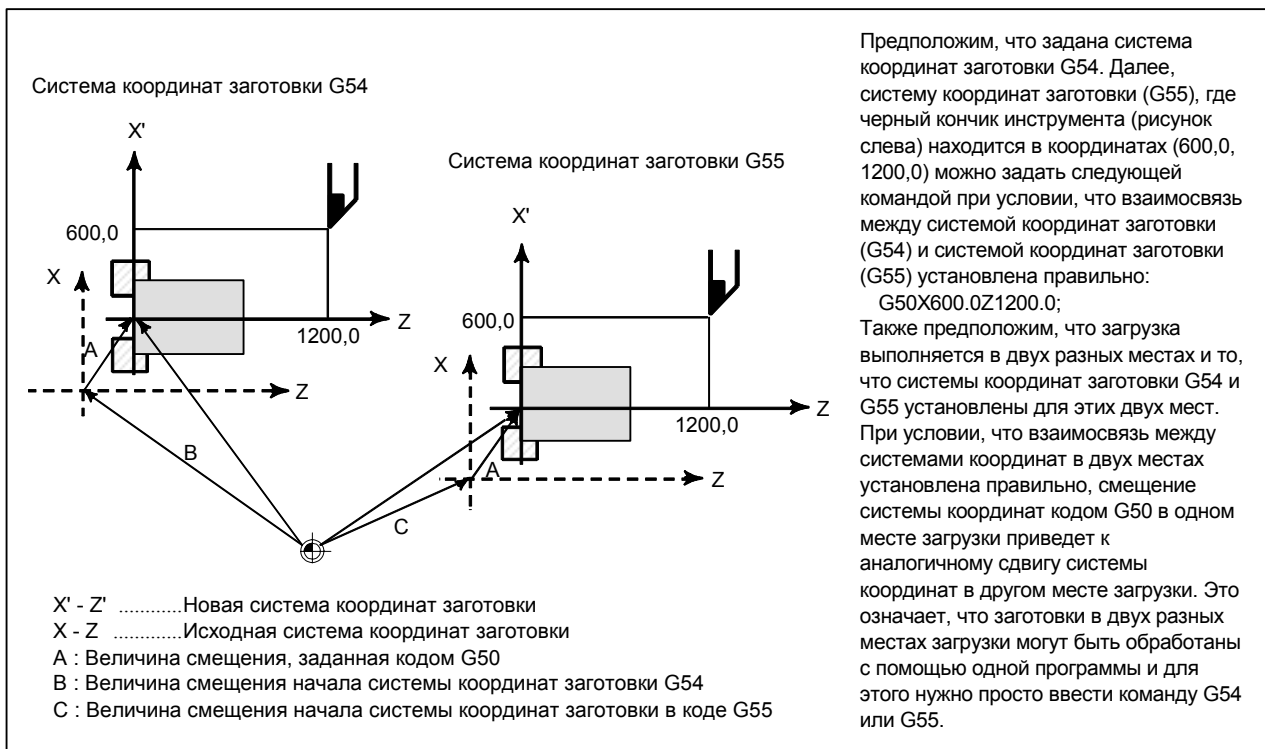 Система координат заготовки G54
X'
600,0
X
Z
1200,0
A
Z
B
Система координат заготовки G55
X'
600,0
X
Z
1200,0
A
Z
C
X' - Z' ............Новая система координат заготовки
X - Z ............Исходная система координат заготовки
A : Величина смещения, заданная кодом G50
B : Величина смещения начала системы координат заготовки G54
C : Величина смещения начала системы координат заготовки в коде G55
Предположим, что задана система
координат заготовки G54. Далее,
систему координат заготовки (G55), где
черный кончик инструмента (рисунок
слева) находится в координатах (600,0,
1200,0) можно задать следующей
командой при условии, что взаимосвязь
между системой координат заготовки
(G54) и системой координат заготовки
(G55) установлена правильно:
G50X600.0Z1200.0;
Также предположим, что загрузка
выполняется в двух разных местах и то,
что системы координат заготовки G54 и
G55 установлены для этих двух мест.
При условии, что взаимосвязь между
системами координат в двух местах
установлена правильно, смещение
системы координат кодом G50 в одном
месте загрузки приведет к
аналогичному сдвигу системы
координат в другом месте загрузки. Это
означает, что заготовки в двух разных
местах загрузки могут быть обработаны
с помощью одной программы и для
этого нужно просто ввести команду G54
или G55.